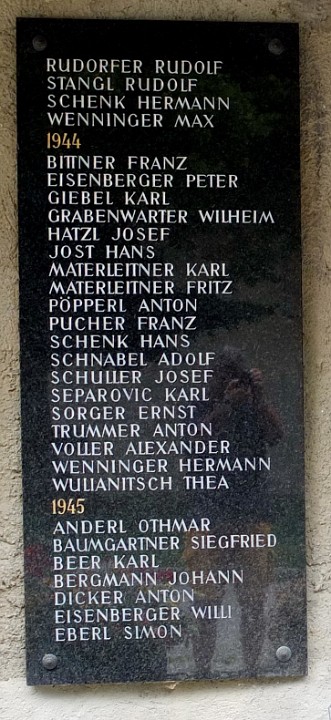 RUDORFER RUDOLF
STANGL RUDOLF
SCHENK HERMANN
WENNINGER MAX
1944
BITTNER FRANZ
EISENBERGER PETER
GIEBEL KARL
GRABENWARTER WILHEIM
HATZL JOSEF
JOST HANS
MATERLEITNER KARL
MATERLEITNER FRITZ
PÖPPERL ANTON
PUCHER FRANZ
SCHENK HANS
SCHNABEL ADOLF
SCHULLER JOSEF
SEPAROVIC KARL
SORGER ERNST
TRUMMER ANTON
VOLLER ALEXANDER
WENNINGER HERMANN
WULIANITSCH THEA
1945
ANDERL OTHMAR
BAUMGARTNER SIEGFRIED
BEER KARL
BERGMANN JOHANN
DICKER ANTON
EISENBERGER WILLI
EBERL SIMON